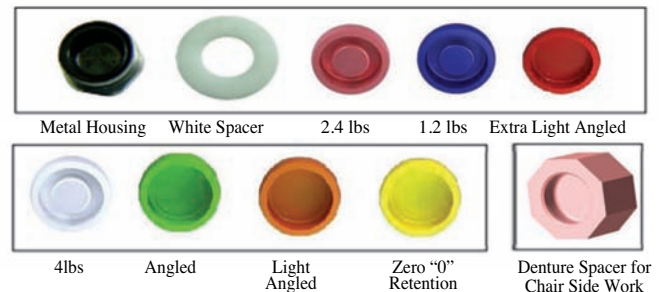 Metal Housing White Spacer 2.4 lbs 1.2 lbs Extra Light Angled
4lbs Angled Light Angled Zero “0” Retention Denture Spacer for Chair Side Work